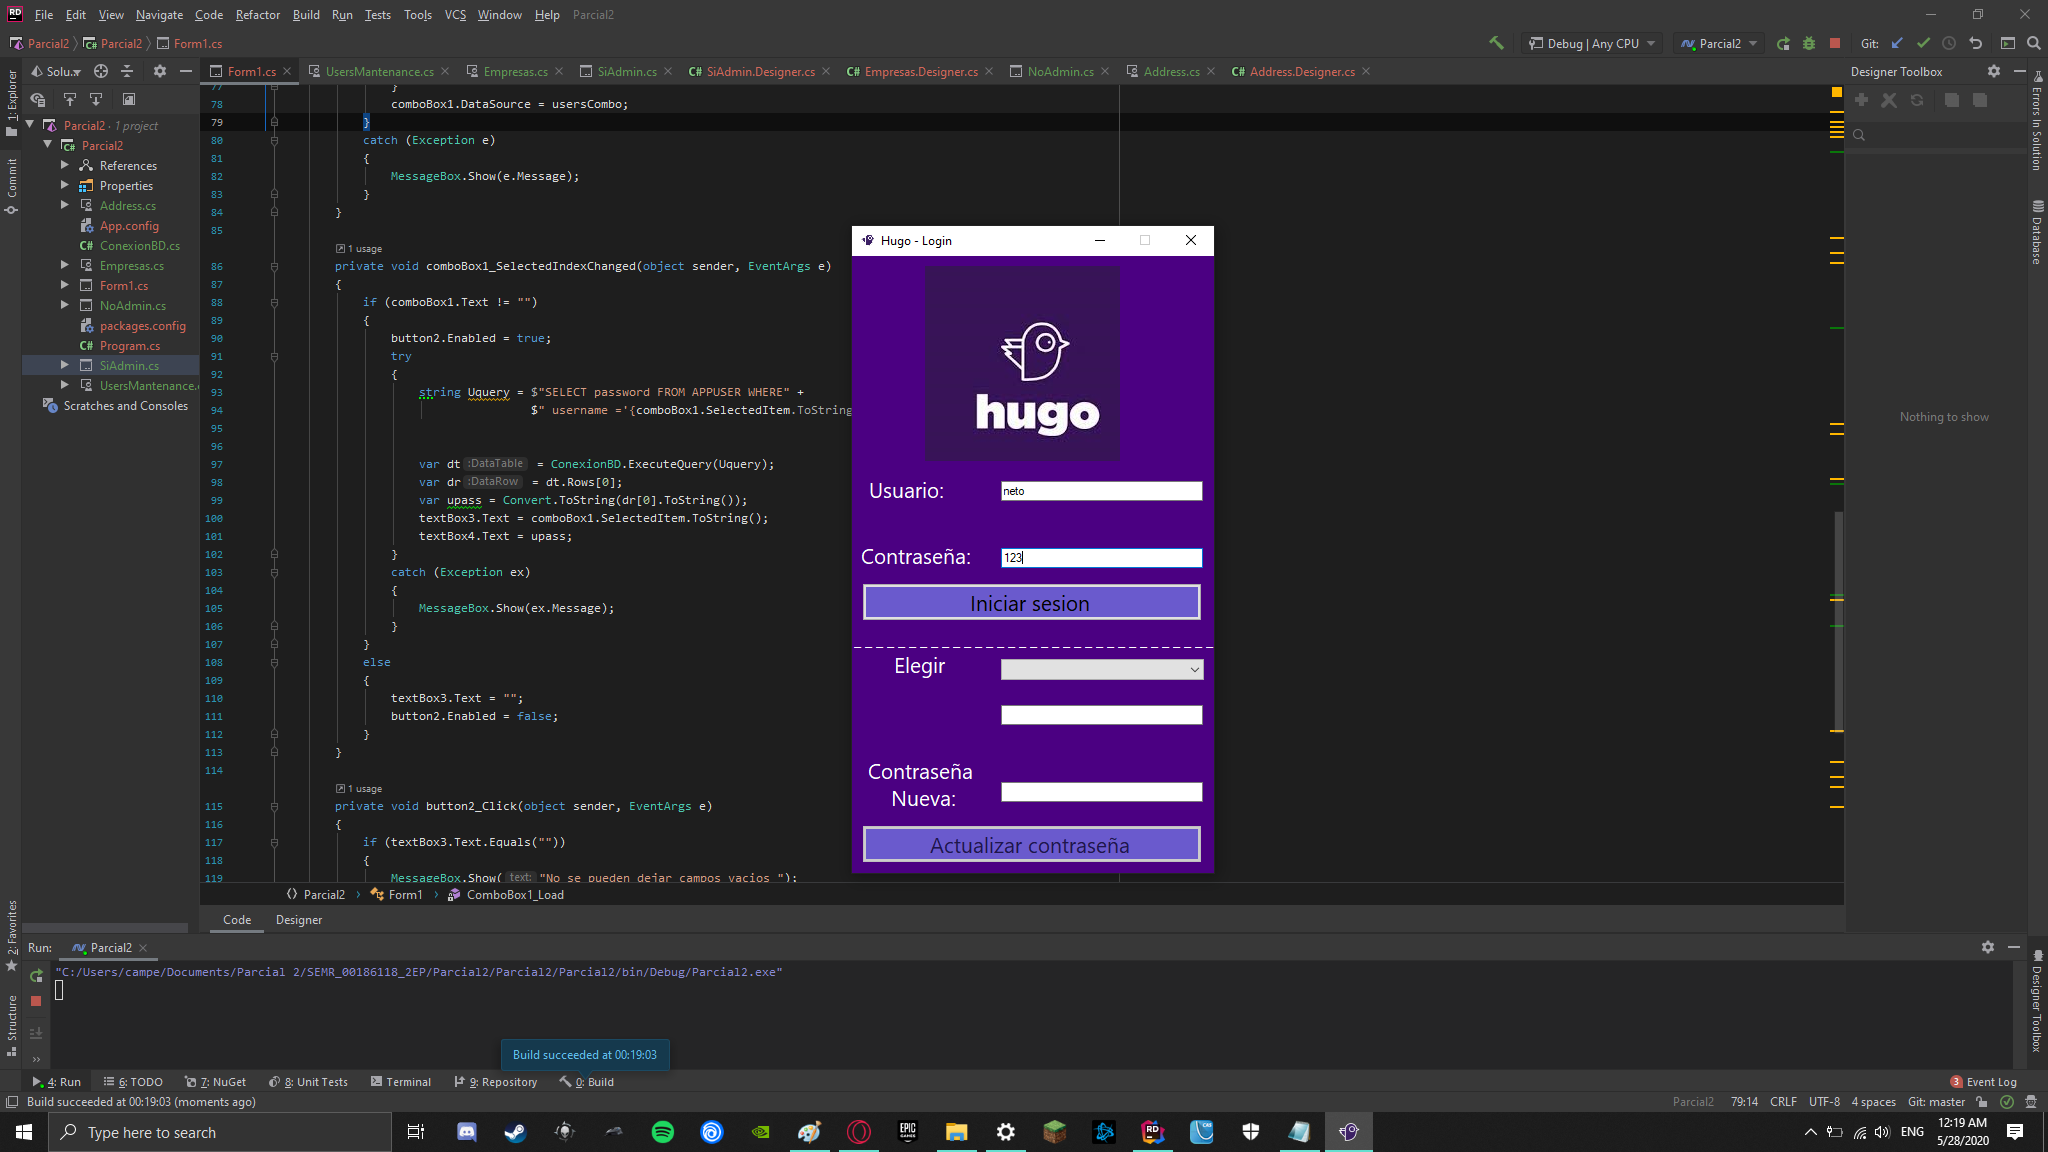 File Edit View Navigate Code Refactor Build Run Tests Tools VCS Window Help Parcial2
Parcial2 Parcial2 Form1.cs
Debug | Any CPU Parcial2 Git:
1: Explorer
Commit
2: Favorites
Structure
Solu...
Parcial2 · 1 project
Parcial2
References
Properties
Address.cs
App.config
ConexionBD.cs
Empresas.cs
Form1.cs
NoAdmin.cs
packages.config
Program.cs
SiAdmin.cs
UsersMantenance.c
Scratches and Consoles
Form1.cs UsersMantenance.cs Empresas.cs SiAdmin.cs SiAdmin.Designer.cs Empresas.Designer.cs NoAdmin.cs Address.cs Address.Designer.cs
77 }
78 comboBox1.DataSource = usersCombo;
79 }
80 catch (Exception e)
81 {
82 MessageBox.Show(e.Message);
83 }
84 }
85
1 usage
86 private void comboBox1_SelectedIndexChanged(object sender, EventArgs e)
87 {
88 if (comboBox1.Text != "")
89 {
90 button2.Enabled = true;
91 try
92 {
93 string Uquery = $"SELECT password FROM APPUSER WHERE" +
94 $" username ='{comboBox1.SelectedItem.ToString
95
96
97 var dt :DataTable = ConexionBD.ExecuteQuery(Uquery);
98 var dr :DataRow = dt.Rows[0];
99 var upass = Convert.ToString(dr[0].ToString());
100 textBox3.Text = comboBox1.SelectedItem.ToString();
101 textBox4.Text = upass;
102 }
103 catch (Exception ex)
104 {
105 MessageBox.Show(ex.Message);
106 }
107 }
108 else
109 {
110 textBox3.Text = "";
111 button2.Enabled = false;
112 }
113 }
114
1 usage
115 private void button2_Click(object sender, EventArgs e)
116 {
117 if (textBox3.Text.Equals(""))
118 {
119 MessageBox.Show( text: "No se pueden dejar campos vacios ");
Parcial2 Form1 ComboBox1_Load
Code Designer
Hugo - Login
hugo
Usuario: neto
Contraseña: 123
Iniciar sesion
Elegir
Contraseña
Nueva:
Actualizar contraseña
Designer Toolbox
Nothing to show
Errors In Solution
Database
Designer Toolbox
Run: Parcial2
"C:/Users/campe/Documents/Parcial 2/SEMR_00186118_2EP/Parcial2/Parcial2/Parcial2/bin/Debug/Parcial2.exe"
Build succeeded at 00:19:03
4: Run 6: TODO 7: NuGet 8: Unit Tests Terminal 9: Repository 0: Build 3 Event Log
Build succeeded at 00:19:03 (moments ago) Parcial2 79:14 CRLF UTF-8 4 spaces Git: master
Type here to search
EPIC
GAMES
RD
ENG
12:19 AM
5/28/2020